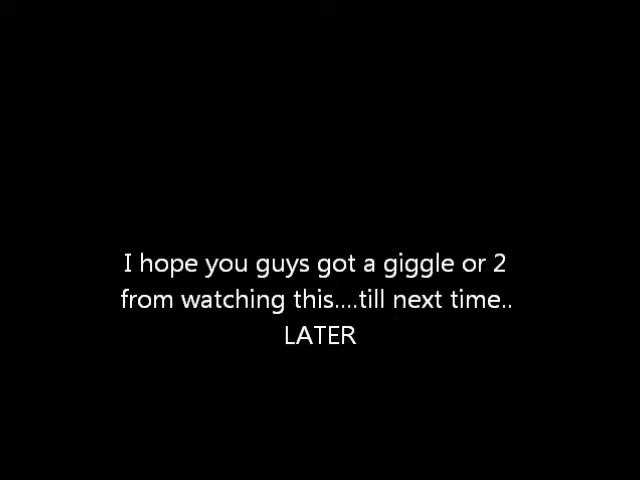 I hope you guys got a giggle or 2
from watching this....till next time..
LATER